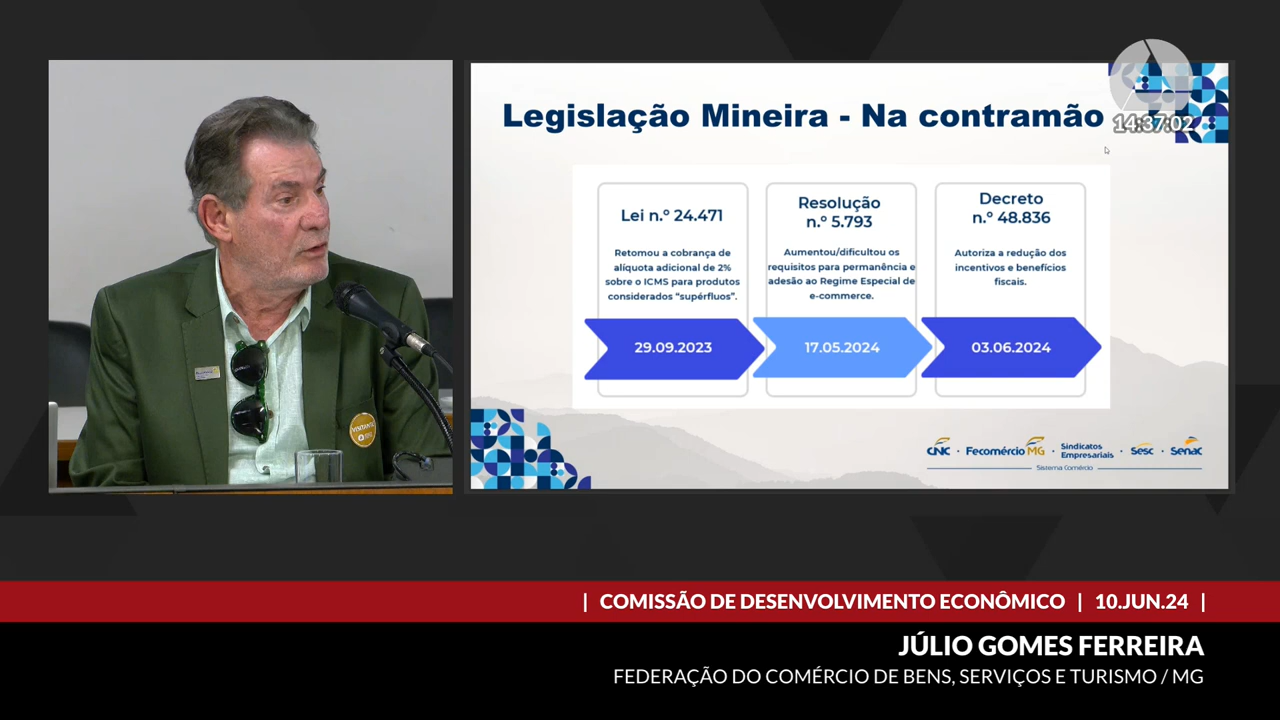 Legislação Mineira - Na contramão
14:37:02
Lei n.º 24.471
Retomou a cobrança de
alíquota adicional de 2%
sobre o ICMS para produtos
considerados “supérfluos”.
29.09.2023
Resolução
n.º 5.793
Aumentou/dificultou os
requisitos para permanência e
adesão ao Regime Especial de
e-commerce.
17.05.2024
Decreto
n.º 48.836
Autoriza a redução dos
incentivos e benefícios
fiscais.
03.06.2024
CNC · Fecomércio MG · Sindicatos Empresariais · Sesc · Senac
Sistema Comércio
VISITANTE
| COMISSÃO DE DESENVOLVIMENTO ECONÔMICO | 10.JUN.24 |
JÚLIO GOMES FERREIRA
FEDERAÇÃO DO COMÉRCIO DE BENS, SERVIÇOS E TURISMO / MG